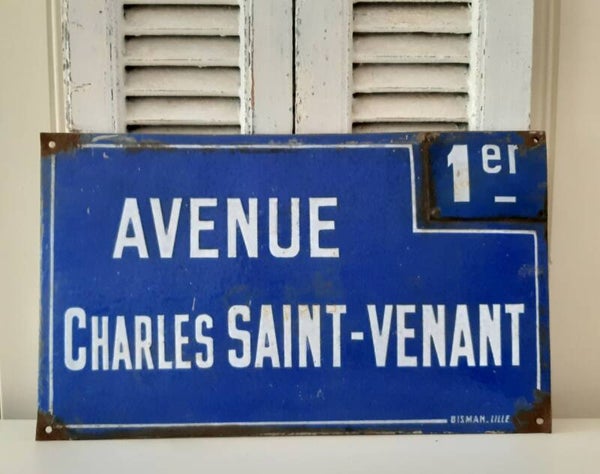 1er
AVENUE
CHARLES SAINT-VENANT
BISMAN. LILLE